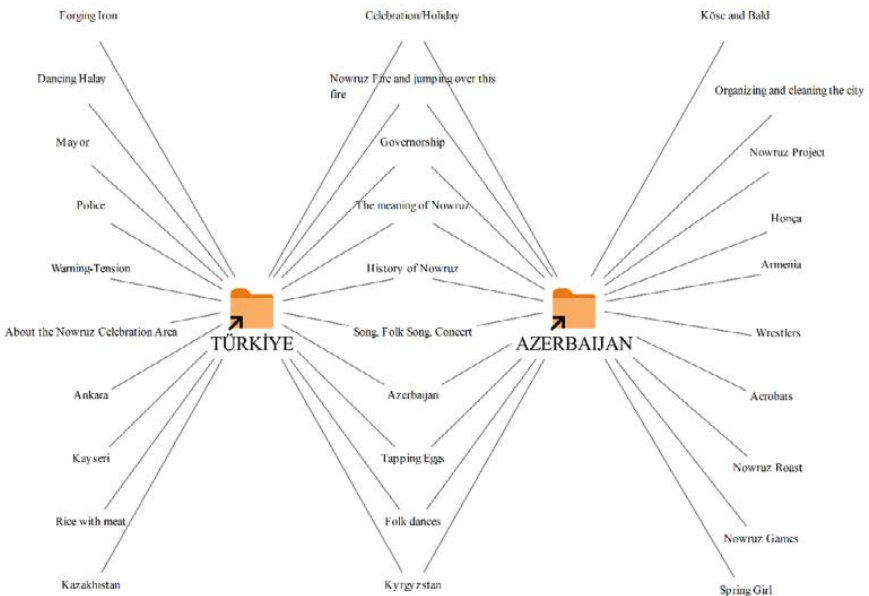 Forging Iron
Celebration/Holiday
Köse and Bald
Dancing Halay
Nowruz Fire and jumping over this
fire
Organizing and cleaning the city
Mayor
Governorship
Nowruz Project
Police
The meaning of Nowruz
Honça
Warning-Tension
History of Nowruz
Armenia
About the Nowruz Celebration Area
Song, Folk Song, Concert
Wrestlers
TÜRKİYE
AZERBAIJAN
Ankara
Azerbaijan
Acrobats
Kayseri
Tapping Eggs
Nowruz Roast
Rice with meat
Folk dances
Nowruz Games
Kazakhstan
Kyrgyzstan
Spring Girl